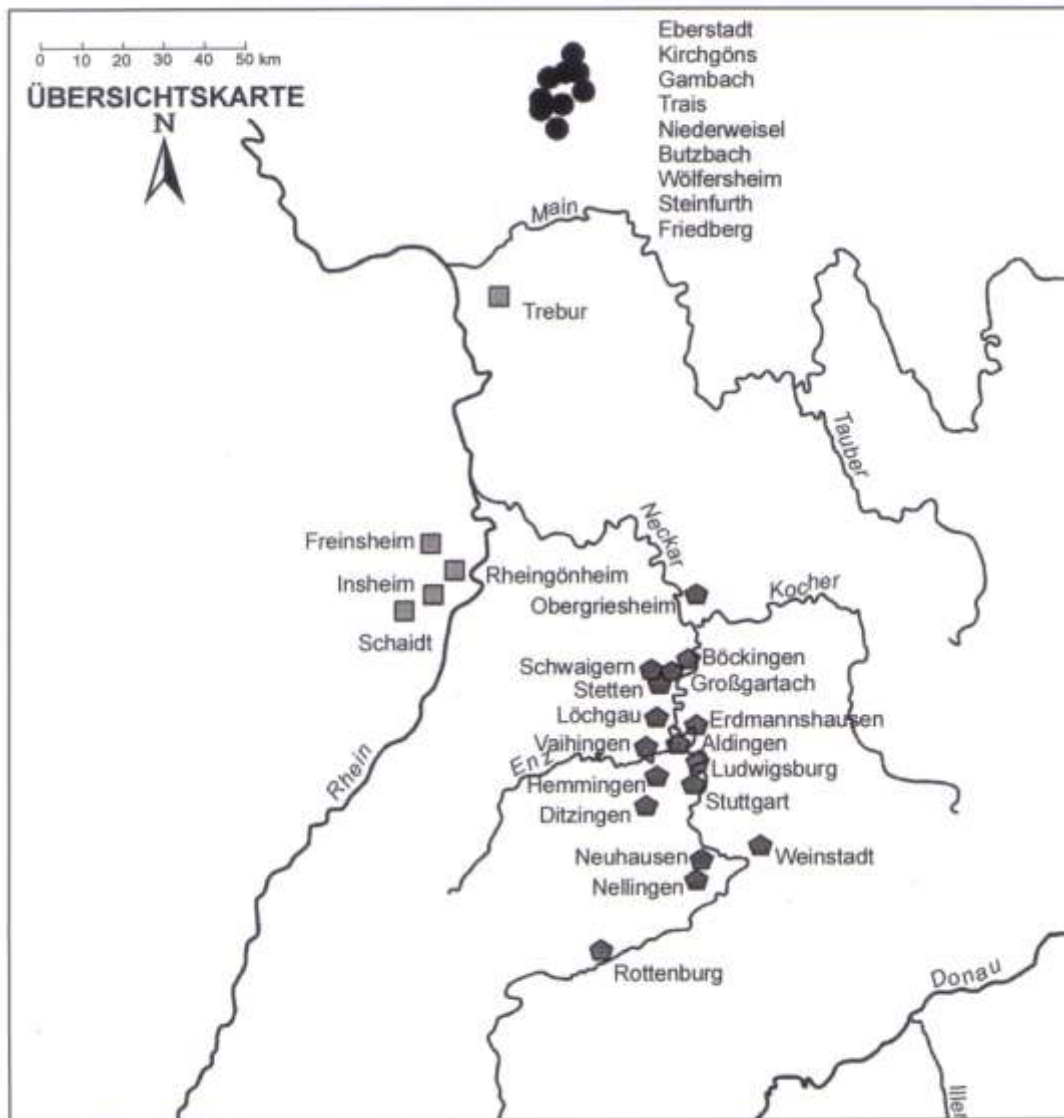 0 10 20 30 40 50 km
ÜBERSICHTSKARTE
N
Eberstadt
Kirchgöns
Gambach
Trais
Niederweisel
Butzbach
Wölfersheim
Steinfurth
Friedberg
Main
Trebur
Tauber
Neckar
Freinsheim
Rheingönheim
Insheim
Schaidt
Obergriesheim
Kocher
Böckingen
Schwaigern
Großgartach
Stetten
Löchgau
Erdmannshausen
Vaihingen
Aldingen
Enz
Ludwigsburg
Rhein
Hemmingen
Stuttgart
Ditzingen
Neuhausen
Weinstadt
Nellingen
Rottenburg
Donau
Iller